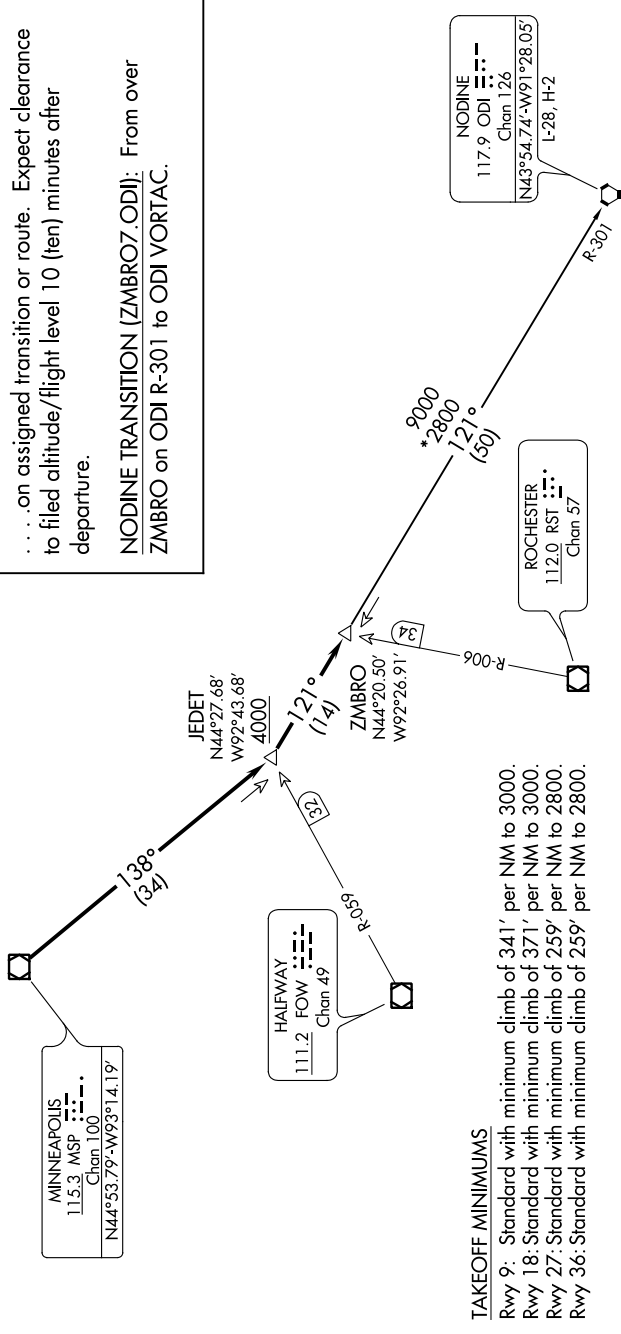 . . . .on assigned transition or route. Expect clearance
to filed altitude/flight level 10 (ten) minutes after
departure.
NODINE TRANSITION (ZMBRO7.ODI): From over
ZMBRO on ODI R-301 to ODI VORTAC.
MINNEAPOLIS
115.3 MSP
Chan 100
N44°53.79'-W93°14.19'
138°
(34)
JEDET
N44°27.68'
W92°43.68'
4000
121°
(14)
HALFWAY
111.2 FOW
Chan 49
R-059
32
ZMBRO
N44°20.50'
W92°26.91'
34
R-006
ROCHESTER
112.0 RST
Chan 57
9000
*2800
121°
(50)
R-301
NODINE
117.9 ODI
Chan 126
N43°54.74'-W91°28.05'
L-28, H-2
TAKEOFF MINIMUMS
Rwy 9: Standard with minimum climb of 341' per NM to 3000.
Rwy 18: Standard with minimum climb of 371' per NM to 3000.
Rwy 27: Standard with minimum climb of 259' per NM to 2800.
Rwy 36: Standard with minimum climb of 259' per NM to 2800.